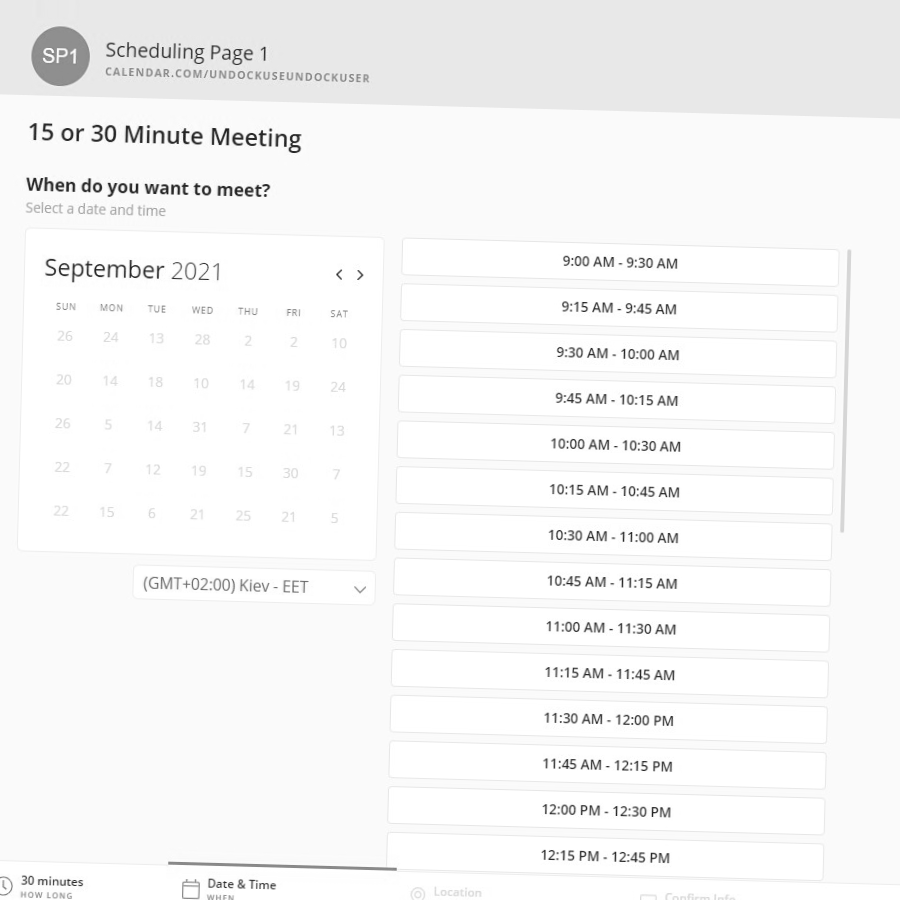 SP1
Scheduling Page 1
CALENDAR.COM/UNDOCKUSEUNDOCKUSER
15 or 30 Minute Meeting
When do you want to meet?
Select a date and time
September 2021
SUN MON TUE WED THU FRI SAT
26 24 13 28 2 2 10
20 14 18 10 14 19 24
26 5 14 31 7 21 13
22 7 12 19 15 30 7
22 15 6 21 25 21 5
(GMT+02:00) Kiev - EET
9:00 AM - 9:30 AM
9:15 AM - 9:45 AM
9:30 AM - 10:00 AM
9:45 AM - 10:15 AM
10:00 AM - 10:30 AM
10:15 AM - 10:45 AM
10:30 AM - 11:00 AM
10:45 AM - 11:15 AM
11:00 AM - 11:30 AM
11:15 AM - 11:45 AM
11:30 AM - 12:00 PM
11:45 AM - 12:15 PM
12:00 PM - 12:30 PM
12:15 PM - 12:45 PM
30 minutes
HOW LONG
Date & Time
WHEN
Location
Confirm Info